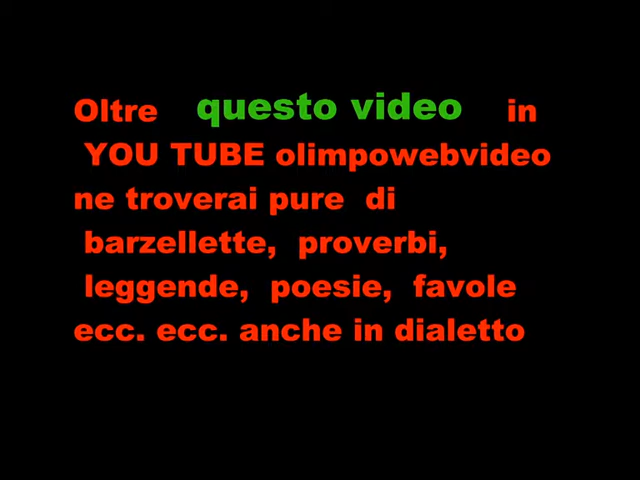 Oltre questo video in
YOU TUBE olimpowebvideo
ne troverai pure di
barzellette, proverbi,
leggende, poesie, favole
ecc. ecc. anche in dialetto